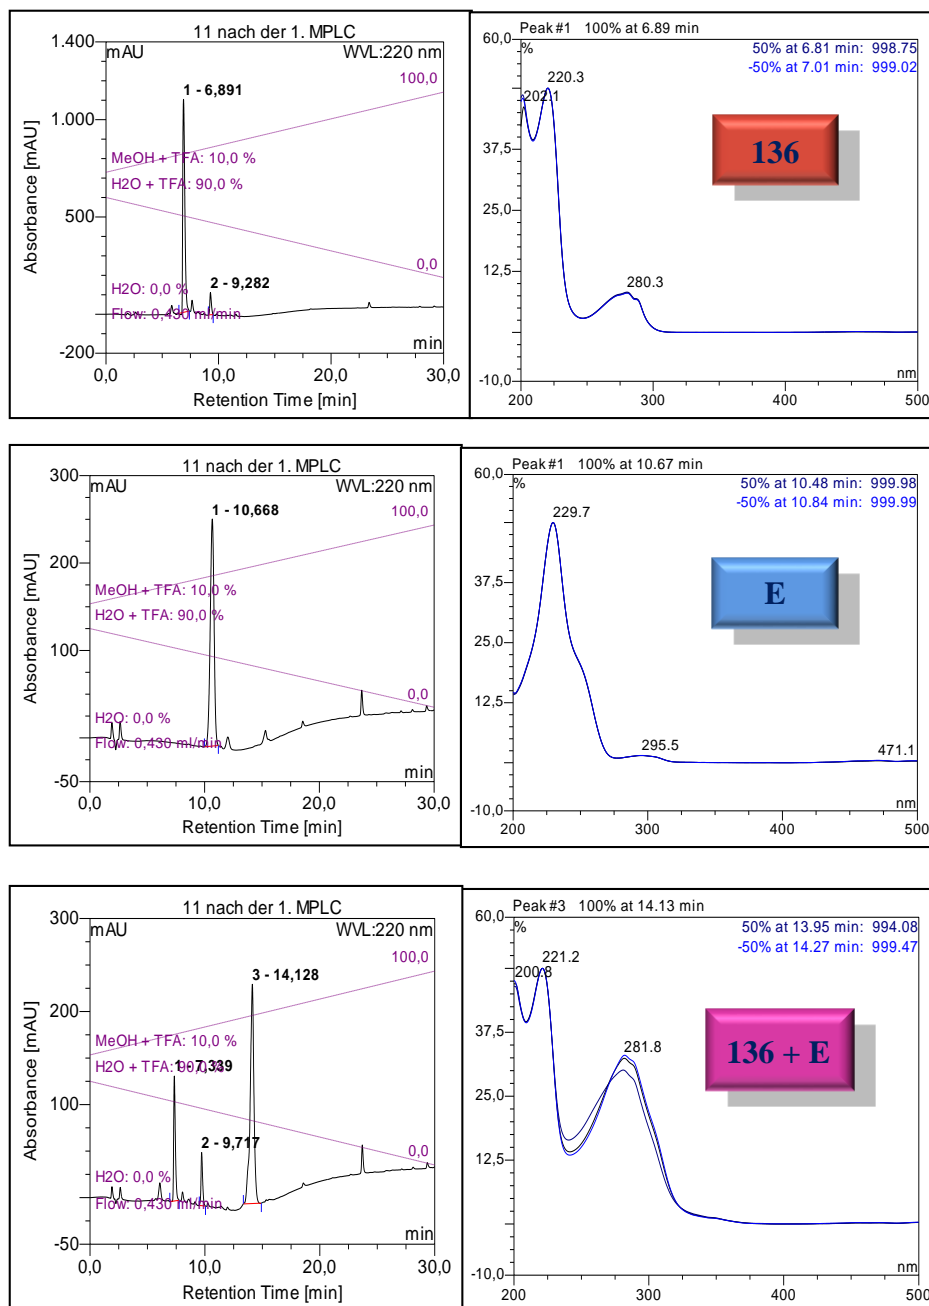 11 nach der 1. MPLC
mAU WVL:220 nm
1.400
1.000
500
-200
Absorbance [mAU]
1 - 6,891
100,0
MeOH + TFA: 10,0 %
H2O + TFA: 90,0 %
0,0
2 - 9,282
H2O: 0,0 %
Flow: 0,430 ml/min
min
0,0 10,0 20,0 30,0
Retention Time [min]
Peak #1 100% at 6.89 min
60,0
%
50% at 6.81 min: 998.75
-50% at 7.01 min: 999.02
202.1
220.3
37,5
25,0
12,5
-10,0
280.3
136
nm
200 300 400 500
11 nach der 1. MPLC
mAU WVL:220 nm
300
200
100
-50
Absorbance [mAU]
1 - 10,668
100,0
MeOH + TFA: 10,0 %
H2O + TFA: 90,0 %
0,0
H2O: 0,0 %
Flow: 0,430 ml/min
min
0,0 10,0 20,0 30,0
Retention Time [min]
Peak #1 100% at 10.67 min
60,0
%
50% at 10.48 min: 999.98
-50% at 10.84 min: 999.99
229.7
37,5
25,0
12,5
-10,0
295.5
471.1
E
nm
200 300 400 500
11 nach der 1. MPLC
mAU WVL:220 nm
300
200
100
-50
Absorbance [mAU]
3 - 14,128
100,0
MeOH + TFA: 10,0 %
H2O + TFA: 90,0 %
1 - 7,339
2 - 9,717
0,0
H2O: 0,0 %
Flow: 0,430 ml/min
min
0,0 10,0 20,0 30,0
Retention Time [min]
Peak #3 100% at 14.13 min
60,0
%
50% at 13.95 min: 994.08
-50% at 14.27 min: 999.47
200.8
221.2
37,5
25,0
12,5
-10,0
281.8
136 + E
nm
200 300 400 500